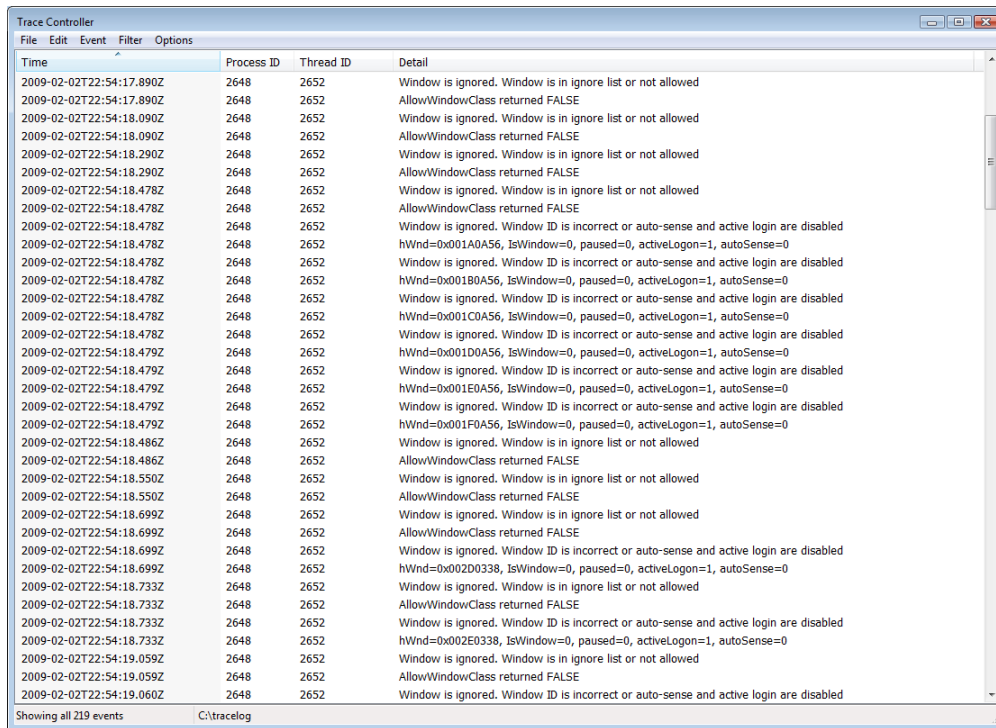 Trace Controller
File Edit Event Filter Options
Time Process ID Thread ID Detail
2009-02-02T22:54:17.890Z 2648 2652 Window is ignored. Window is in ignore list or not allowed
2009-02-02T22:54:17.890Z 2648 2652 AllowWindowClass returned FALSE
2009-02-02T22:54:18.090Z 2648 2652 Window is ignored. Window is in ignore list or not allowed
2009-02-02T22:54:18.090Z 2648 2652 AllowWindowClass returned FALSE
2009-02-02T22:54:18.290Z 2648 2652 Window is ignored. Window is in ignore list or not allowed
2009-02-02T22:54:18.290Z 2648 2652 AllowWindowClass returned FALSE
2009-02-02T22:54:18.478Z 2648 2652 Window is ignored. Window is in ignore list or not allowed
2009-02-02T22:54:18.478Z 2648 2652 AllowWindowClass returned FALSE
2009-02-02T22:54:18.478Z 2648 2652 Window is ignored. Window ID is incorrect or auto-sense and active login are disabled
2009-02-02T22:54:18.478Z 2648 2652 hWnd=0x001A0A56, IsWindow=0, paused=0, activeLogon=1, autoSense=0
2009-02-02T22:54:18.478Z 2648 2652 Window is ignored. Window ID is incorrect or auto-sense and active login are disabled
2009-02-02T22:54:18.478Z 2648 2652 hWnd=0x001B0A56, IsWindow=0, paused=0, activeLogon=1, autoSense=0
2009-02-02T22:54:18.478Z 2648 2652 Window is ignored. Window ID is incorrect or auto-sense and active login are disabled
2009-02-02T22:54:18.478Z 2648 2652 hWnd=0x001C0A56, IsWindow=0, paused=0, activeLogon=1, autoSense=0
2009-02-02T22:54:18.478Z 2648 2652 Window is ignored. Window ID is incorrect or auto-sense and active login are disabled
2009-02-02T22:54:18.479Z 2648 2652 hWnd=0x001D0A56, IsWindow=0, paused=0, activeLogon=1, autoSense=0
2009-02-02T22:54:18.479Z 2648 2652 Window is ignored. Window ID is incorrect or auto-sense and active login are disabled
2009-02-02T22:54:18.479Z 2648 2652 hWnd=0x001E0A56, IsWindow=0, paused=0, activeLogon=1, autoSense=0
2009-02-02T22:54:18.479Z 2648 2652 Window is ignored. Window ID is incorrect or auto-sense and active login are disabled
2009-02-02T22:54:18.479Z 2648 2652 hWnd=0x001F0A56, IsWindow=0, paused=0, activeLogon=1, autoSense=0
2009-02-02T22:54:18.486Z 2648 2652 Window is ignored. Window is in ignore list or not allowed
2009-02-02T22:54:18.486Z 2648 2652 AllowWindowClass returned FALSE
2009-02-02T22:54:18.550Z 2648 2652 Window is ignored. Window is in ignore list or not allowed
2009-02-02T22:54:18.550Z 2648 2652 AllowWindowClass returned FALSE
2009-02-02T22:54:18.699Z 2648 2652 Window is ignored. Window is in ignore list or not allowed
2009-02-02T22:54:18.699Z 2648 2652 AllowWindowClass returned FALSE
2009-02-02T22:54:18.699Z 2648 2652 Window is ignored. Window ID is incorrect or auto-sense and active login are disabled
2009-02-02T22:54:18.699Z 2648 2652 hWnd=0x002D0338, IsWindow=0, paused=0, activeLogon=1, autoSense=0
2009-02-02T22:54:18.733Z 2648 2652 Window is ignored. Window is in ignore list or not allowed
2009-02-02T22:54:18.733Z 2648 2652 AllowWindowClass returned FALSE
2009-02-02T22:54:18.733Z 2648 2652 Window is ignored. Window ID is incorrect or auto-sense and active login are disabled
2009-02-02T22:54:18.733Z 2648 2652 hWnd=0x002E0338, IsWindow=0, paused=0, activeLogon=1, autoSense=0
2009-02-02T22:54:19.059Z 2648 2652 Window is ignored. Window is in ignore list or not allowed
2009-02-02T22:54:19.059Z 2648 2652 AllowWindowClass returned FALSE
2009-02-02T22:54:19.060Z 2648 2652 Window is ignored. Window ID is incorrect or auto-sense and active login are disabled
Showing all 219 events C:\tracelog